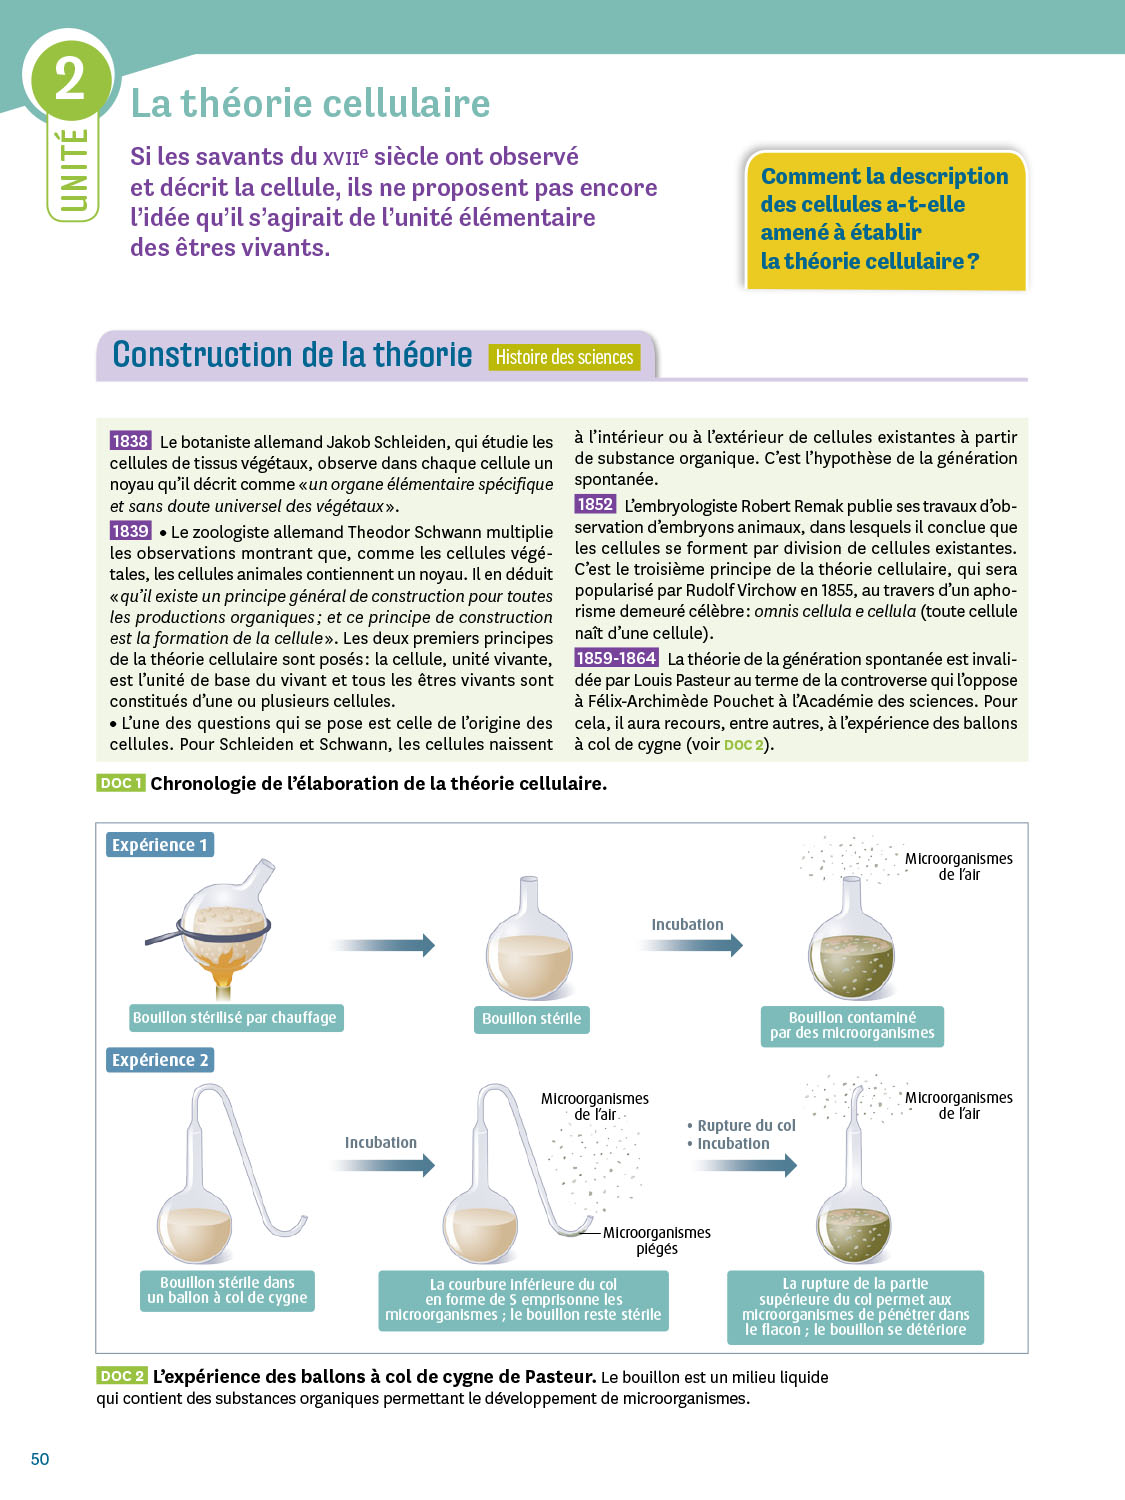 2
UNITÉ
La théorie cellulaire
Si les savants du XVIIe siècle ont observé
et décrit la cellule, ils ne proposent pas encore
l’idée qu’il s’agirait de l’unité élémentaire
des êtres vivants.
Comment la description
des cellules a-t-elle
amené à établir
la théorie cellulaire ?
Construction de la théorie Histoire des sciences
1838 Le botaniste allemand Jakob Schleiden, qui étudie les
cellules de tissus végétaux, observe dans chaque cellule un
noyau qu’il décrit comme « un organe élémentaire spécifique
et sans doute universel des végétaux ».
1839 • Le zoologiste allemand Theodor Schwann multiplie
les observations montrant que, comme les cellules végé-
tales, les cellules animales contiennent un noyau. Il en déduit
« qu’il existe un principe général de construction pour toutes
les productions organiques ; et ce principe de construction
est la formation de la cellule ». Les deux premiers principes
de la théorie cellulaire sont posés : la cellule, unité vivante,
est l’unité de base du vivant et tous les êtres vivants sont
constitués d’une ou plusieurs cellules.
• L’une des questions qui se pose est celle de l’origine des
cellules. Pour Schleiden et Schwann, les cellules naissent
à l’intérieur ou à l’extérieur de cellules existantes à partir
de substance organique. C’est l’hypothèse de la génération
spontanée.
1852 L’embryologiste Robert Remak publie ses travaux d’ob-
servation d’embryons animaux, dans lesquels il conclue que
les cellules se forment par division de cellules existantes.
C’est le troisième principe de la théorie cellulaire, qui sera
popularisé par Rudolf Virchow en 1855, au travers d’un apho-
risme demeuré célèbre : omnis cellula e cellula (toute cellule
naît d’une cellule).
1859-1864 La théorie de la génération spontanée est invali-
dée par Louis Pasteur au terme de la controverse qui l’oppose
à Félix-Archimède Pouchet à l’Académie des sciences. Pour
cela, il aura recours, entre autres, à l’expérience des ballons
à col de cygne (voir DOC 2).
DOC 1 Chronologie de l’élaboration de la théorie cellulaire.
Expérience 1
Microorganismes
de l’air
Incubation
Bouillon stérilisé par chauffage
Bouillon stérile
Bouillon contaminé
par des microorganismes
Expérience 2
Microorganismes
de l’air
Microorganismes
de l’air
• Rupture du col
• Incubation
Incubation
Microorganismes
piégés
Bouillon stérile dans
un ballon à col de cygne
La courbure inférieure du col
en forme de S emprisonne les
microorganismes ; le bouillon reste stérile
La rupture de la partie
supérieure du col permet aux
microorganismes de pénétrer dans
le flacon ; le bouillon se détériore
DOC 2 L’expérience des ballons à col de cygne de Pasteur. Le bouillon est un milieu liquide
qui contient des substances organiques permettant le développement de microorganismes.
50